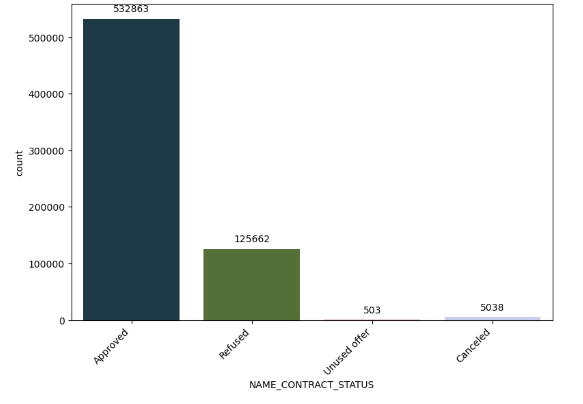 532863
500000
400000
300000
200000
100000
0
count
125662
503
5038
Approved
Refused
Unused offer
Canceled
NAME_CONTRACT_STATUS